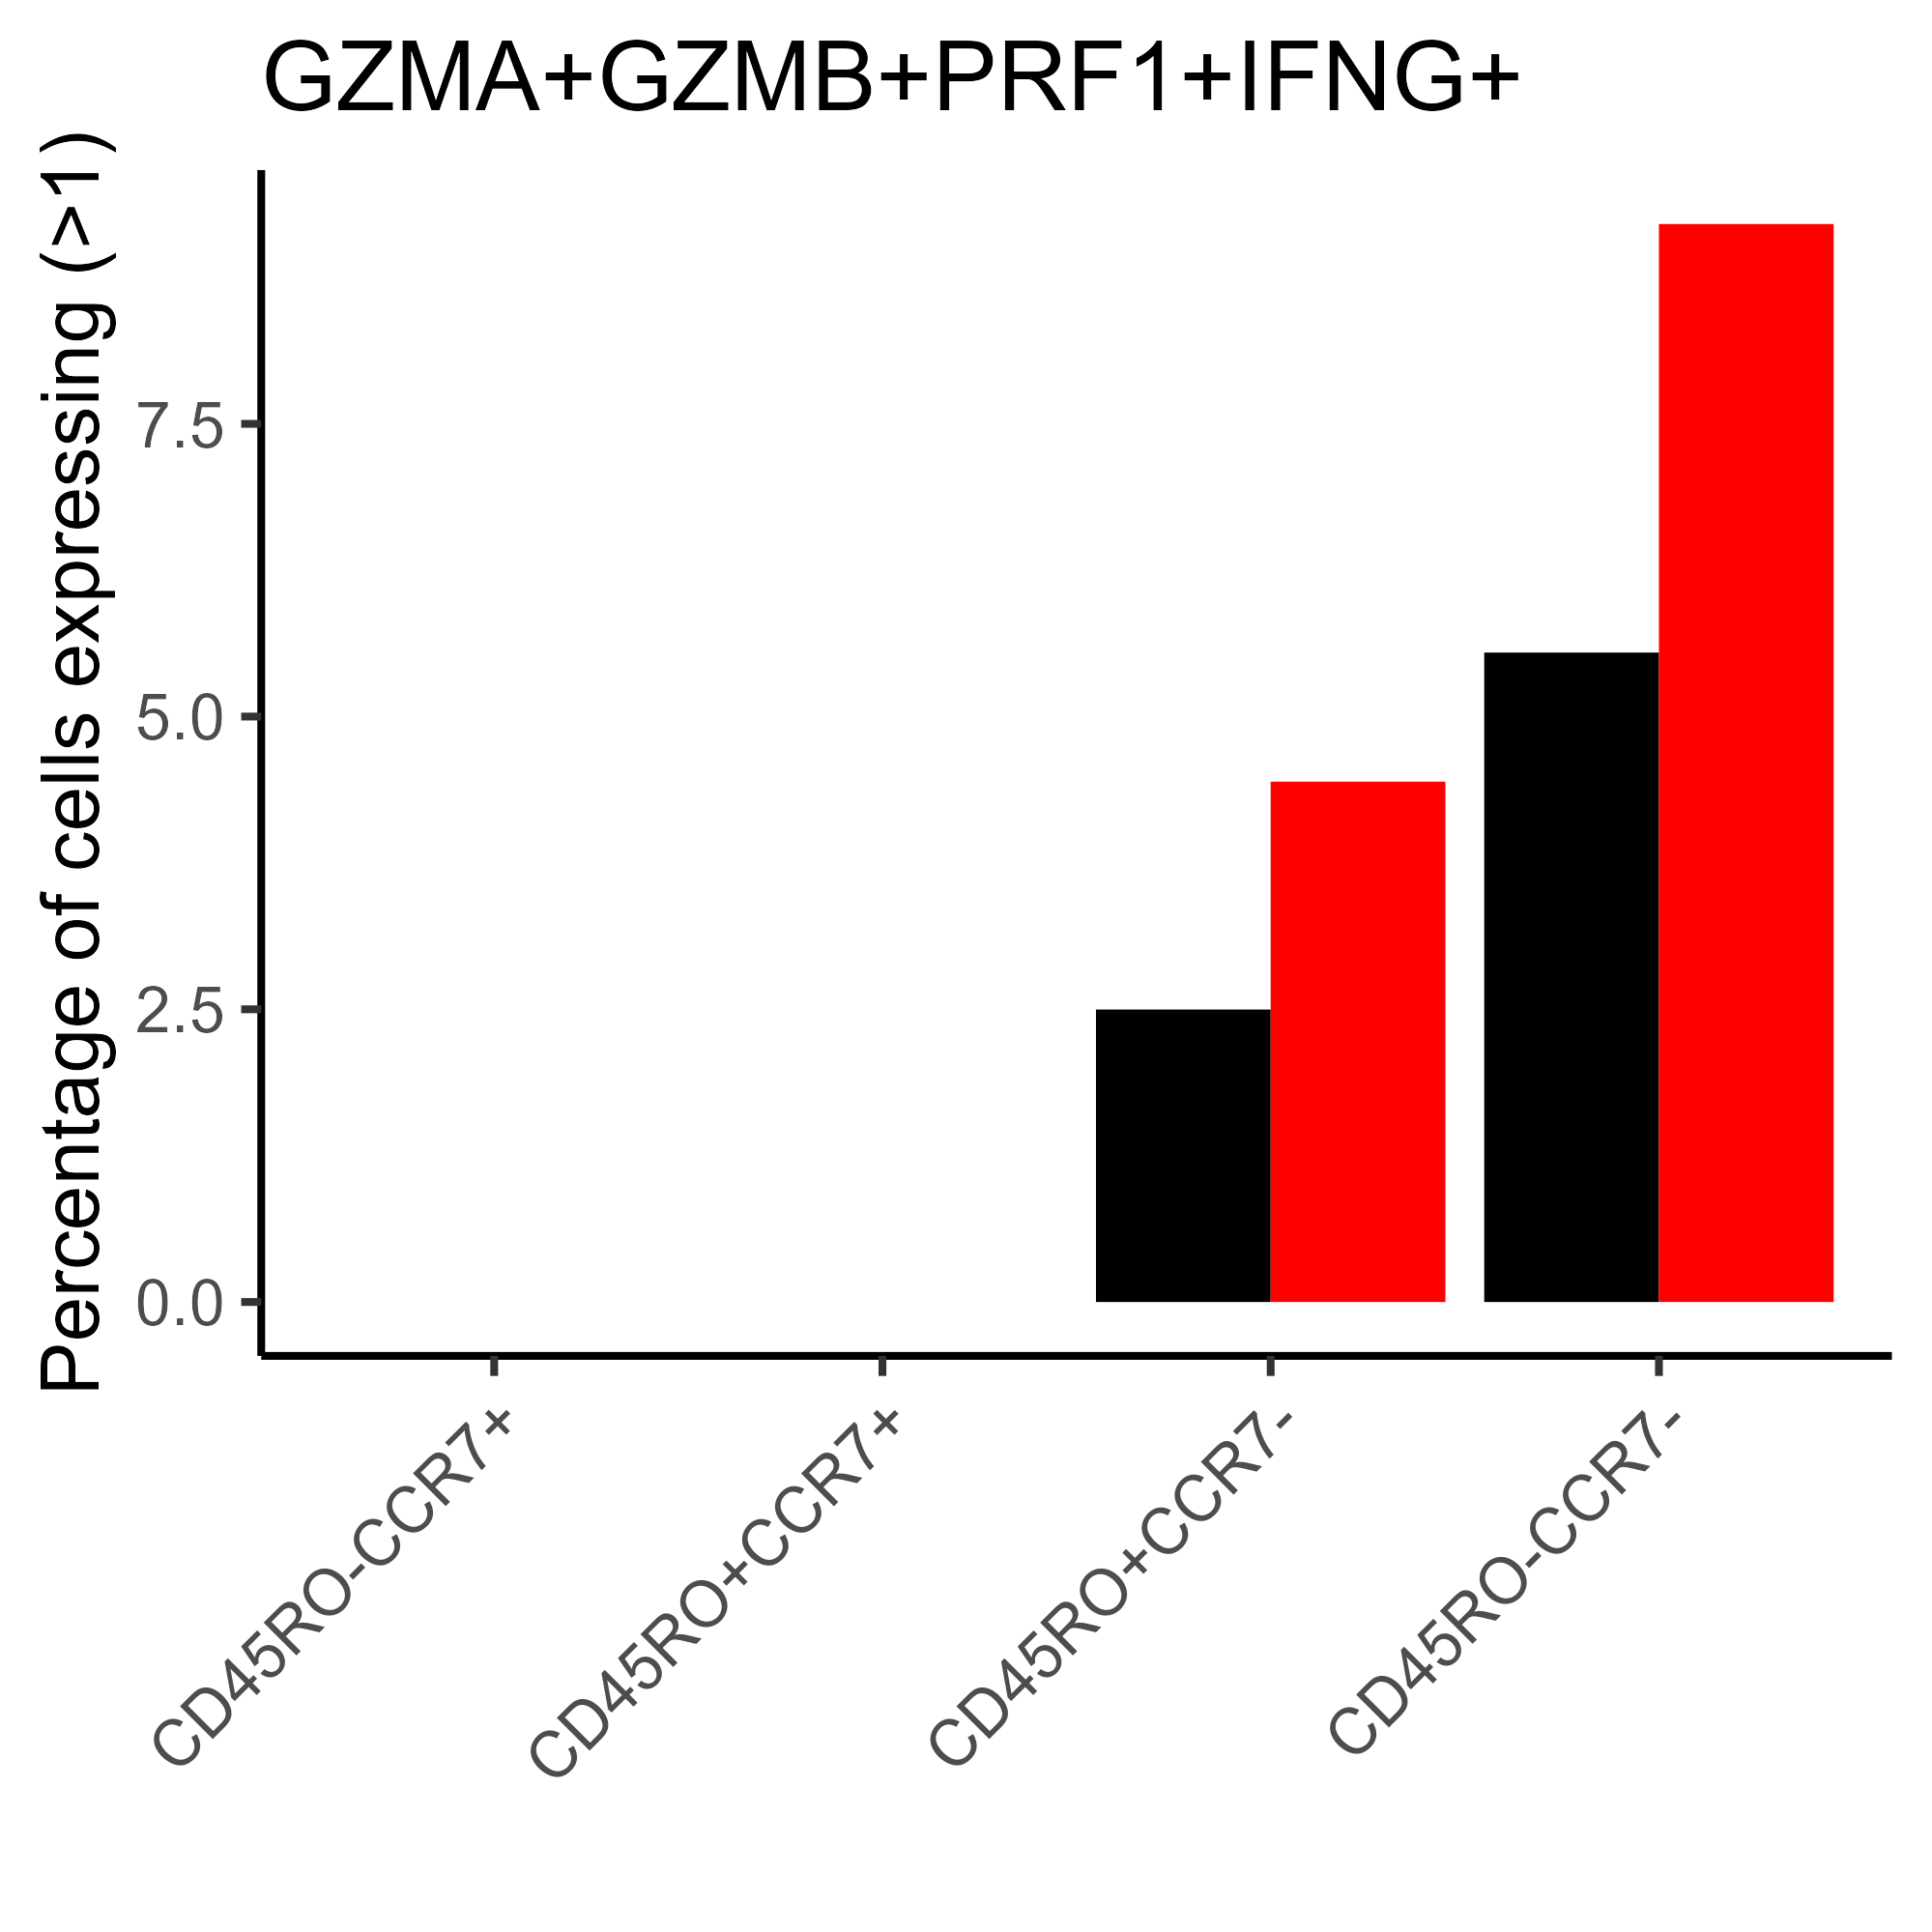 GZMA+GZMB+PRF1+IFNG+
Percentage of cells expressing (>1)
7.5
5.0
2.5
0.0
CD45RO-CCR7+
CD45RO+CCR7+
CD45RO+CCR7-
CD45RO-CCR7-